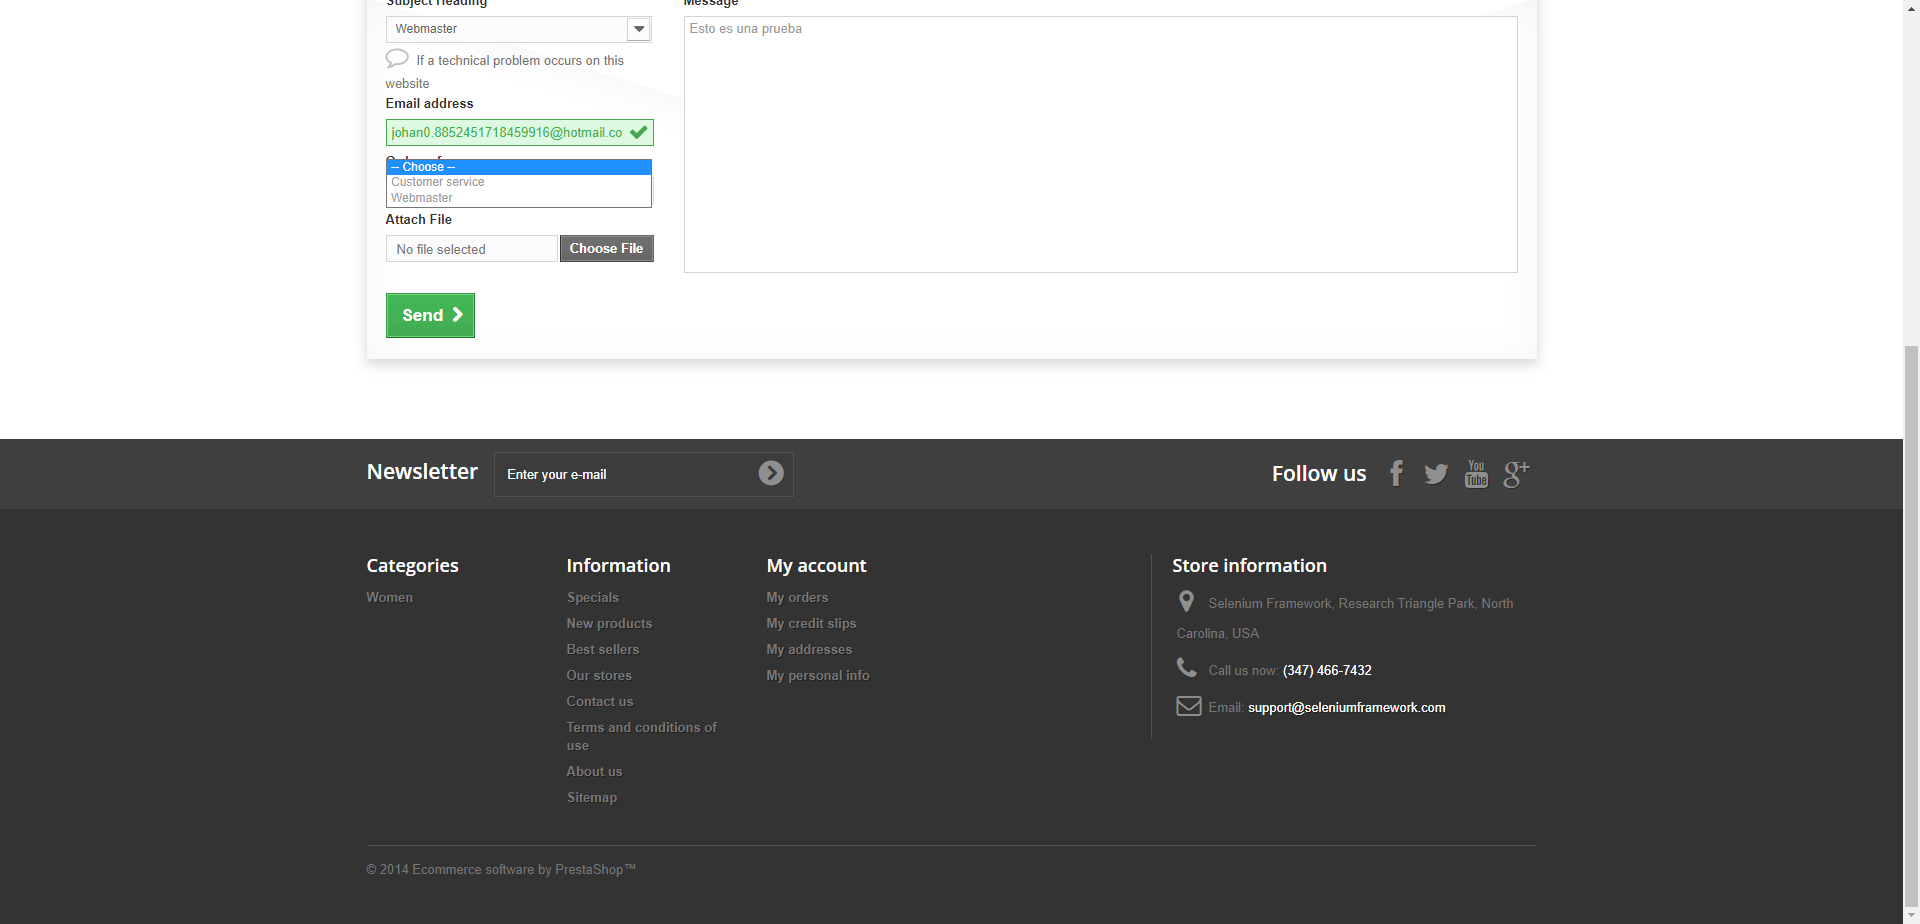 Subject Heading
Webmaster
If a technical problem occurs on this
website
Email address
johan0.8852451718459916@hotmail.co
-- Choose --
Customer service
Webmaster
Attach File
No file selected
Choose File
Send
Message
Esto es una prueba
Newsletter
Enter your e-mail
Follow us
You
Tube
g+
Categories
Women
Information
Specials
New products
Best sellers
Our stores
Contact us
Terms and conditions of
use
About us
Sitemap
My account
My orders
My credit slips
My addresses
My personal info
Store information
Selenium Framework, Research Triangle Park, North
Carolina, USA
Call us now: (347) 466-7432
Email: support@seleniumframework.com
© 2014 Ecommerce software by PrestaShop™